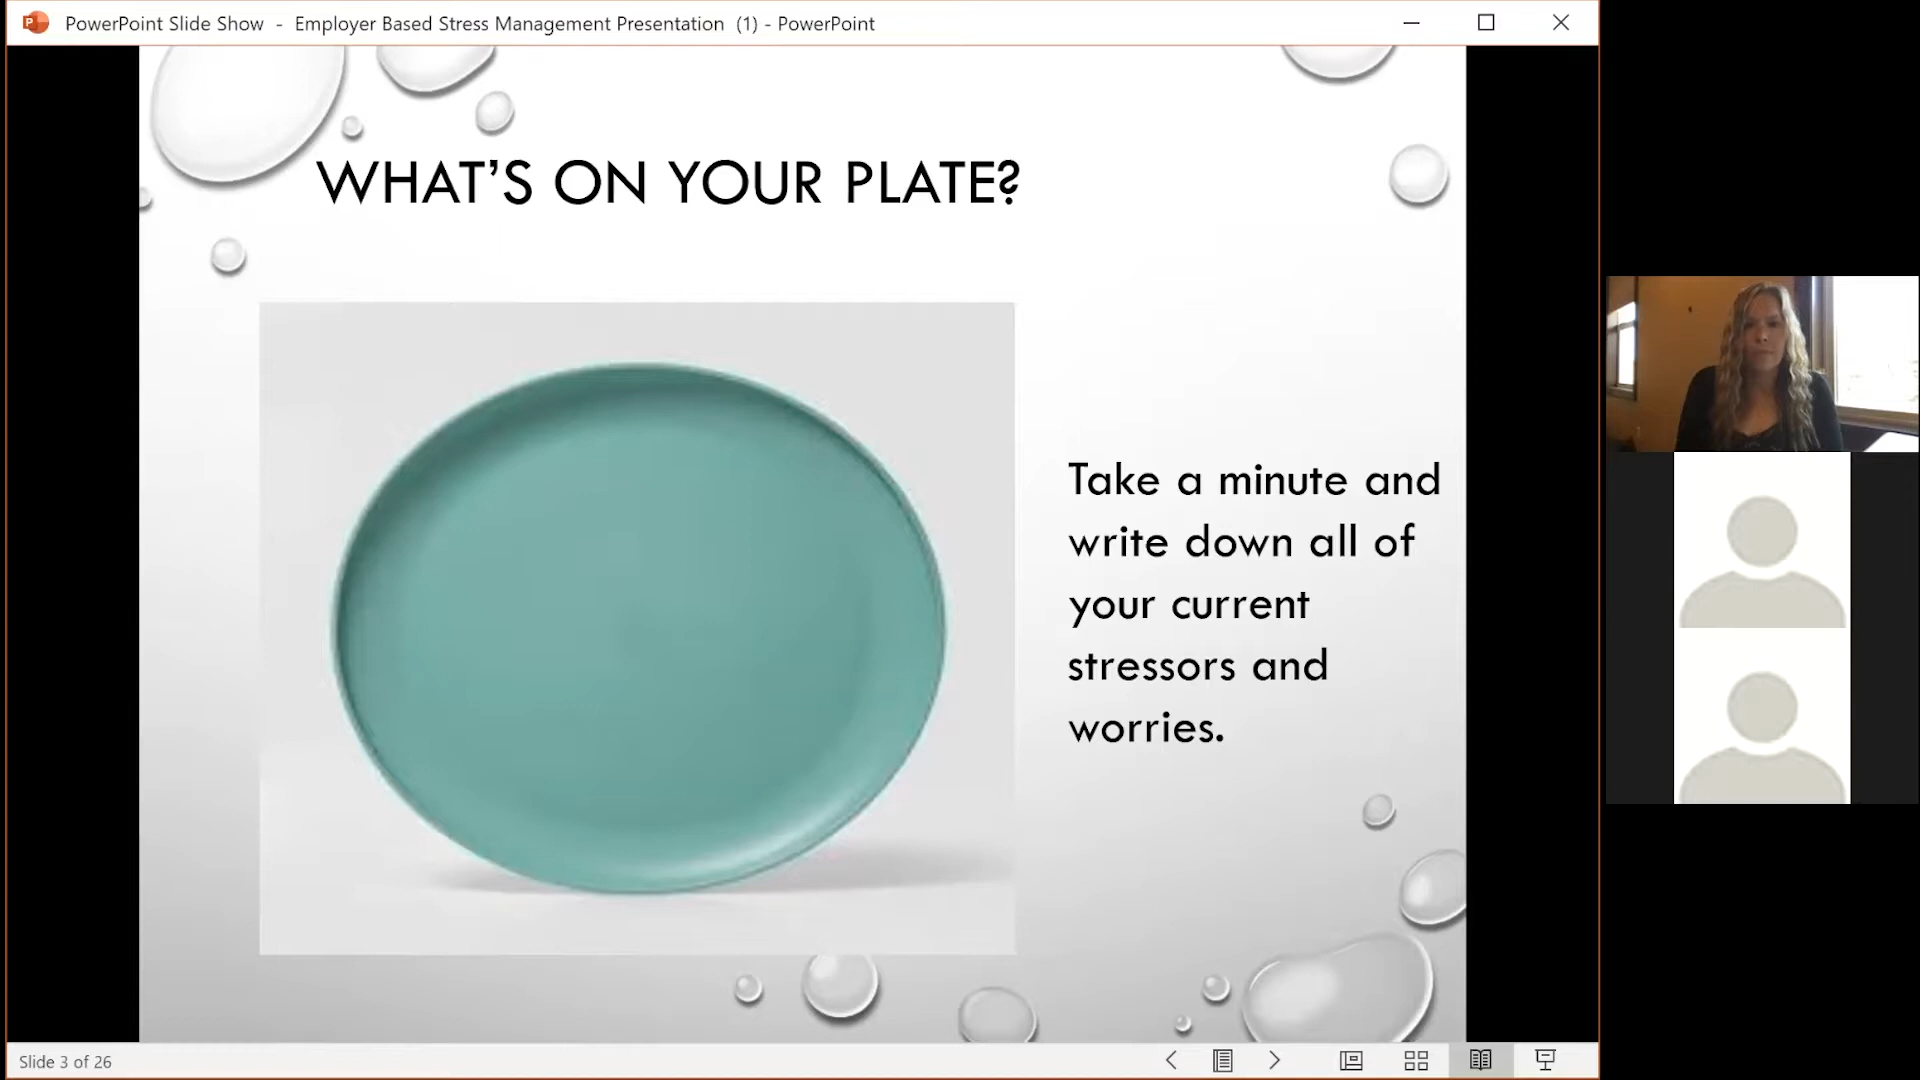 PowerPoint Slide Show - Employer Based Stress Management Presentation (1) - PowerPoint
WHAT’S ON YOUR PLATE?
Take a minute and
write down all of
your current
stressors and
worries.
Slide 3 of 26